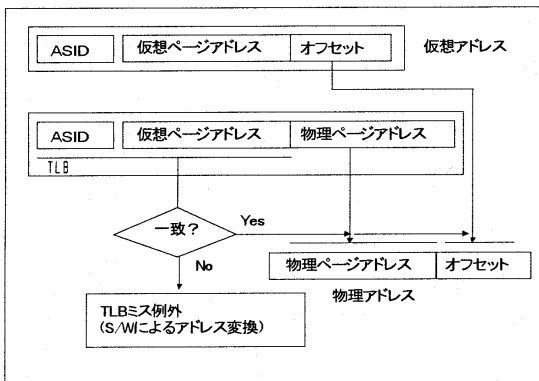 ASID 仮想ページアドレス オフセット 仮想アドレス
ASID 仮想ページアドレス 物理ページアドレス
TLB
一致? Yes
No
物理ページアドレス オフセット
物理アドレス
TLBミス例外
(S/Wによるアドレス変換)